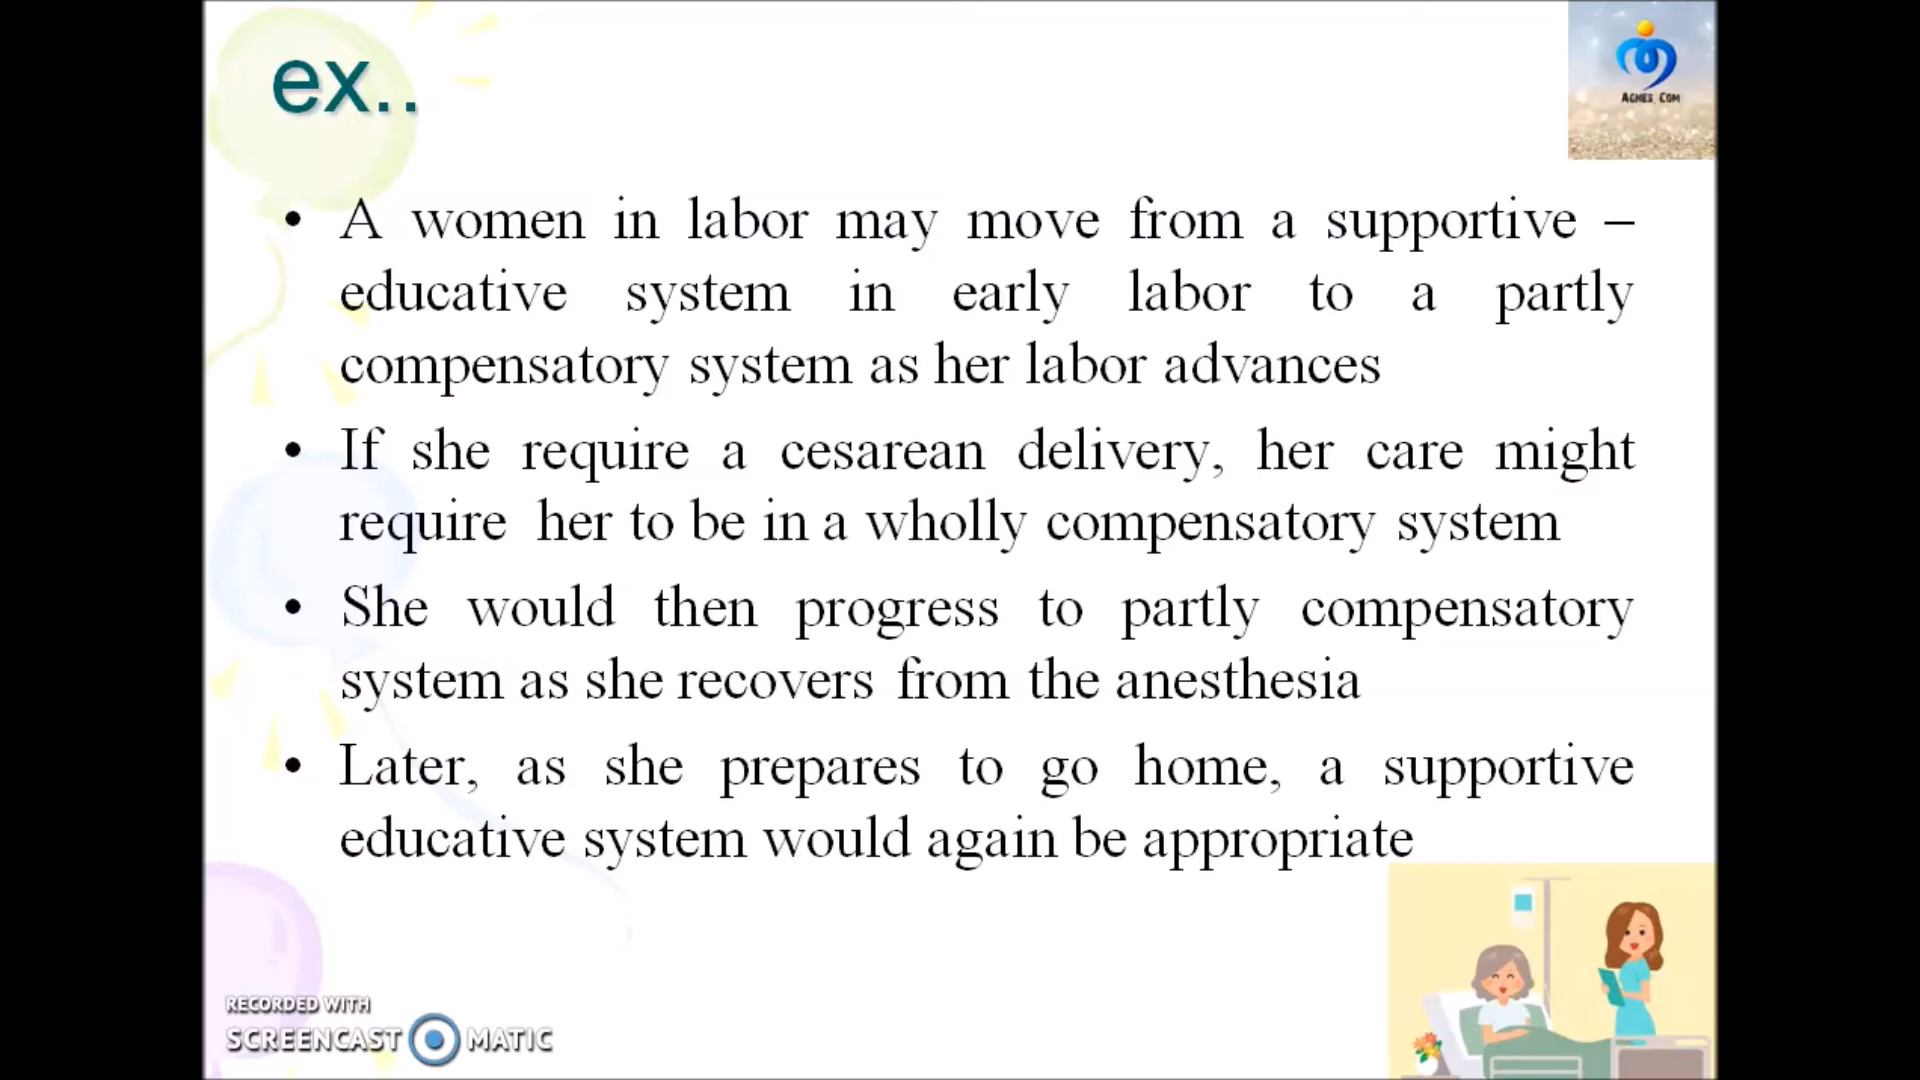 ex..
AGNES. COM
• A women in labor may move from a supportive –
educative system in early labor to a partly
compensatory system as her labor advances
• If she require a cesarean delivery, her care might
require her to be in a wholly compensatory system
• She would then progress to partly compensatory
system as she recovers from the anesthesia
• Later, as she prepares to go home, a supportive
educative system would again be appropriate
RECORDED WITH
SCREENCAST MATIC